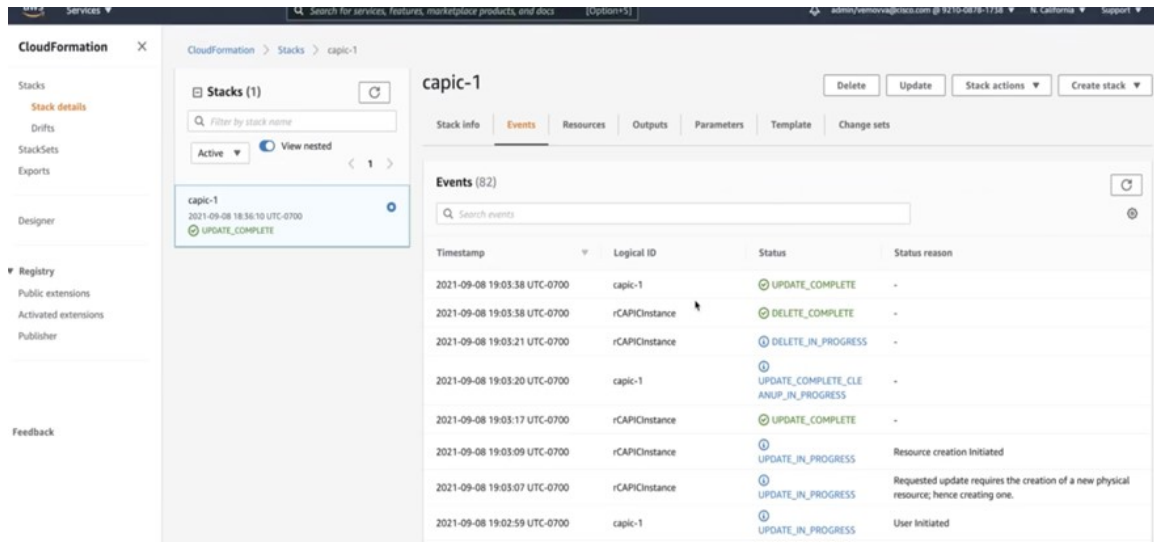 aws Services ▼
Search for services, features, marketplace products, and docs [Option+S]
admin/vernovva@cisco.com @ 9210-0878-1738 ▼ N. California ▼ Support ▼
CloudFormation
Stacks
Stack details
Drifts
StackSets
Exports
Designer
Registry
Public extensions
Activated extensions
Publisher
Feedback
CloudFormation > Stacks > capic-1
Stacks (1)
Filter by stack name
Active ▼ View nested
< 1 >
capic-1
2021-09-08 18:36:10 UTC-0700
UPDATE_COMPLETE
capic-1
Delete Update Stack actions ▼ Create stack ▼
Stack info Events Resources Outputs Parameters Template Change sets
Events (82)
Search events
Timestamp Logical ID Status Status reason
2021-09-08 19:03:38 UTC-0700 capic-1 UPDATE_COMPLETE -
2021-09-08 19:03:38 UTC-0700 rCAPICInstance DELETE_COMPLETE -
2021-09-08 19:03:21 UTC-0700 rCAPICInstance DELETE_IN_PROGRESS -
2021-09-08 19:03:20 UTC-0700 capic-1 UPDATE_COMPLETE_CLE -
ANUP_IN_PROGRESS
2021-09-08 19:03:17 UTC-0700 rCAPICInstance UPDATE_COMPLETE -
2021-09-08 19:03:09 UTC-0700 rCAPICInstance UPDATE_IN_PROGRESS Resource creation Initiated
2021-09-08 19:03:07 UTC-0700 rCAPICInstance UPDATE_IN_PROGRESS Requested update requires the creation of a new physical
resource; hence creating one.
2021-09-08 19:02:59 UTC-0700 capic-1 UPDATE_IN_PROGRESS User Initiated